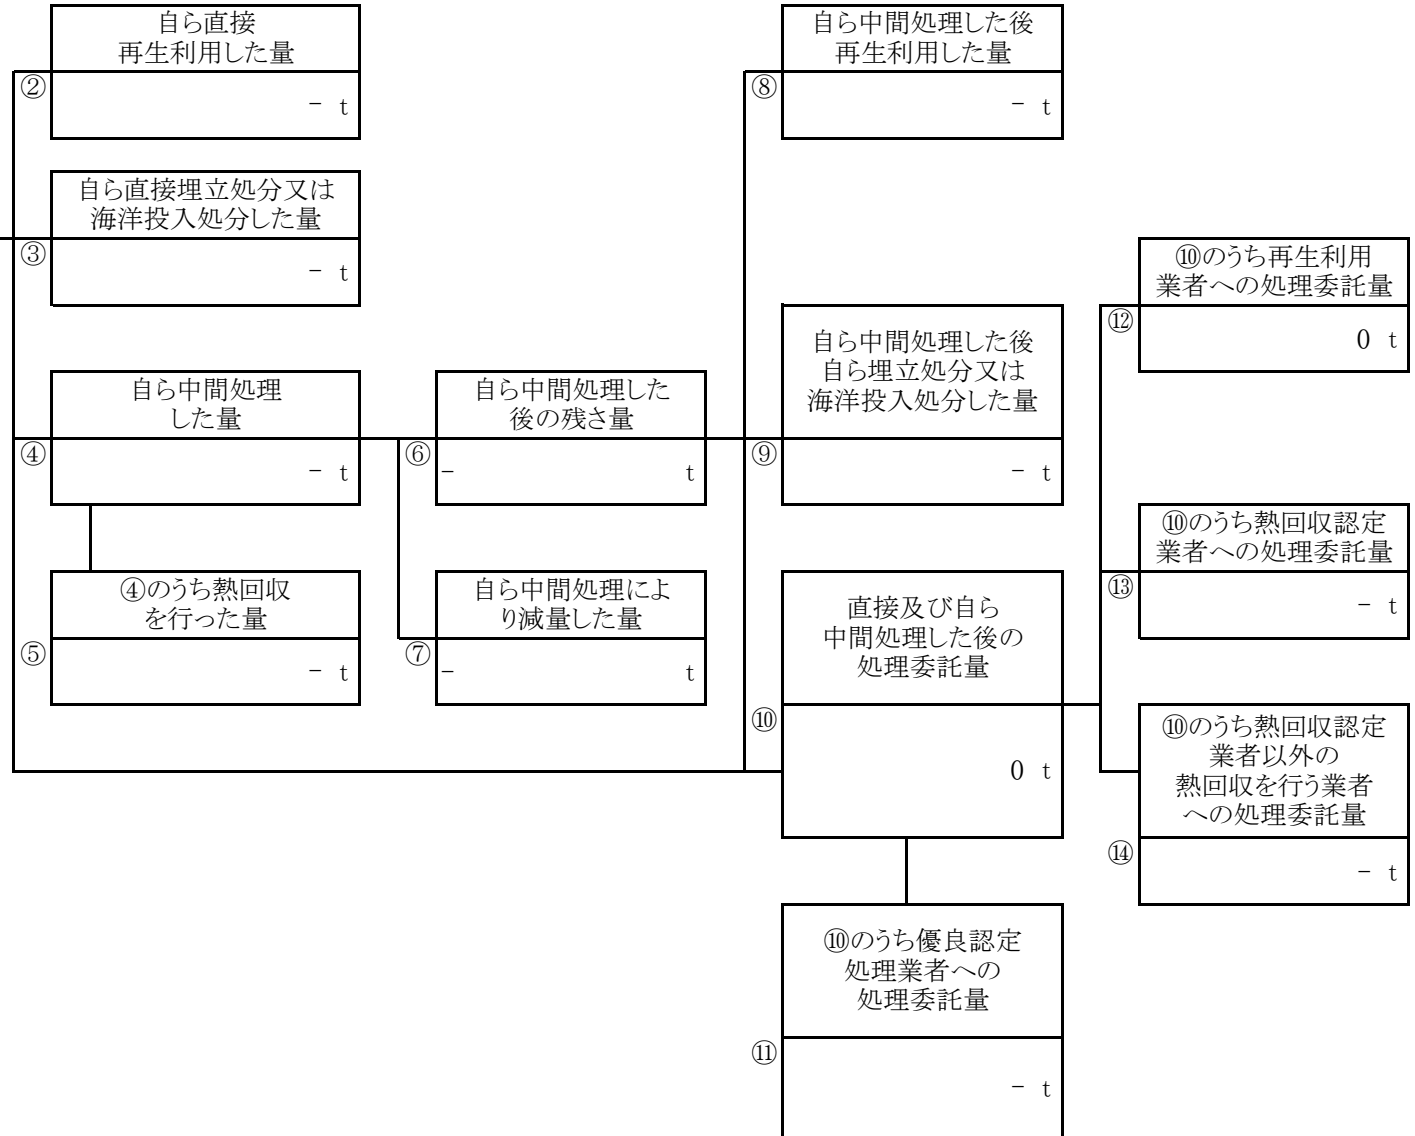 自ら直接
再生利用した量
②
－ t
自ら直接埋立処分又は
海洋投入処分した量
③
－ t
自ら中間処理
した量
④
－ t
④のうち熱回収
を行った量
⑤
－ t
自ら中間処理した
後の残さ量
⑥
－ t
自ら中間処理によ
り減量した量
⑦
－ t
自ら中間処理した後
再生利用した量
⑧
－ t
自ら中間処理した後
自ら埋立処分又は
海洋投入処分した量
⑨
－ t
直接及び自ら
中間処理した後の
処理委託量
⑩
0 t
⑩のうち優良認定
処理業者への
処理委託量
⑪
－ t
⑩のうち再生利用
業者への処理委託量
⑫
0 t
⑩のうち熱回収認定
業者への処理委託量
⑬
－ t
⑩のうち熱回収認定
業者以外の
熱回収を行う業者
への処理委託量
⑭
－ t